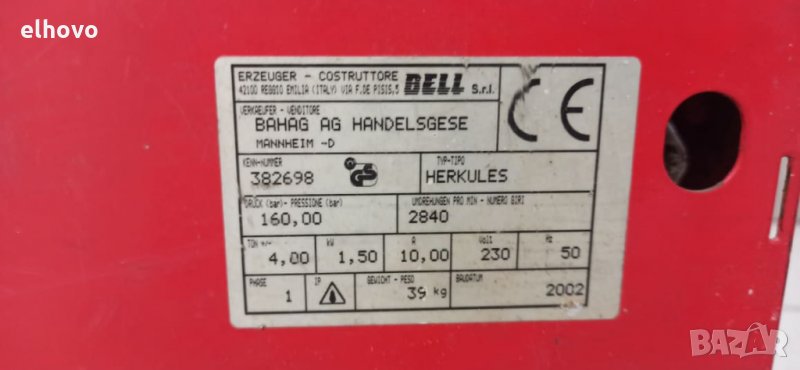 elhovo
ERZEUGER - COSTRUTTORE BELL S.r.l.
42100 REGGIO EMILIA (ITALY) VIA F.DE PISIS,5
VERKAEUFER - VENDITORE
BAHAG AG HANDELSGESE
MANNHEIM -D
CE
KENN-NUMMER TYP-TIPO
382698 GS HERKULES
DRUCK (bar)- PRESSIONE (bar) UMDREHUNGEN PRO MIN - NUMERO GIRI
160,00 2840
TON +/- kW A Volt Hz
4,00 1,50 10,00 230 50
PHASE IP GEWICHT - PESO BAUDATUM
1 39 kg 2002
BAZAR